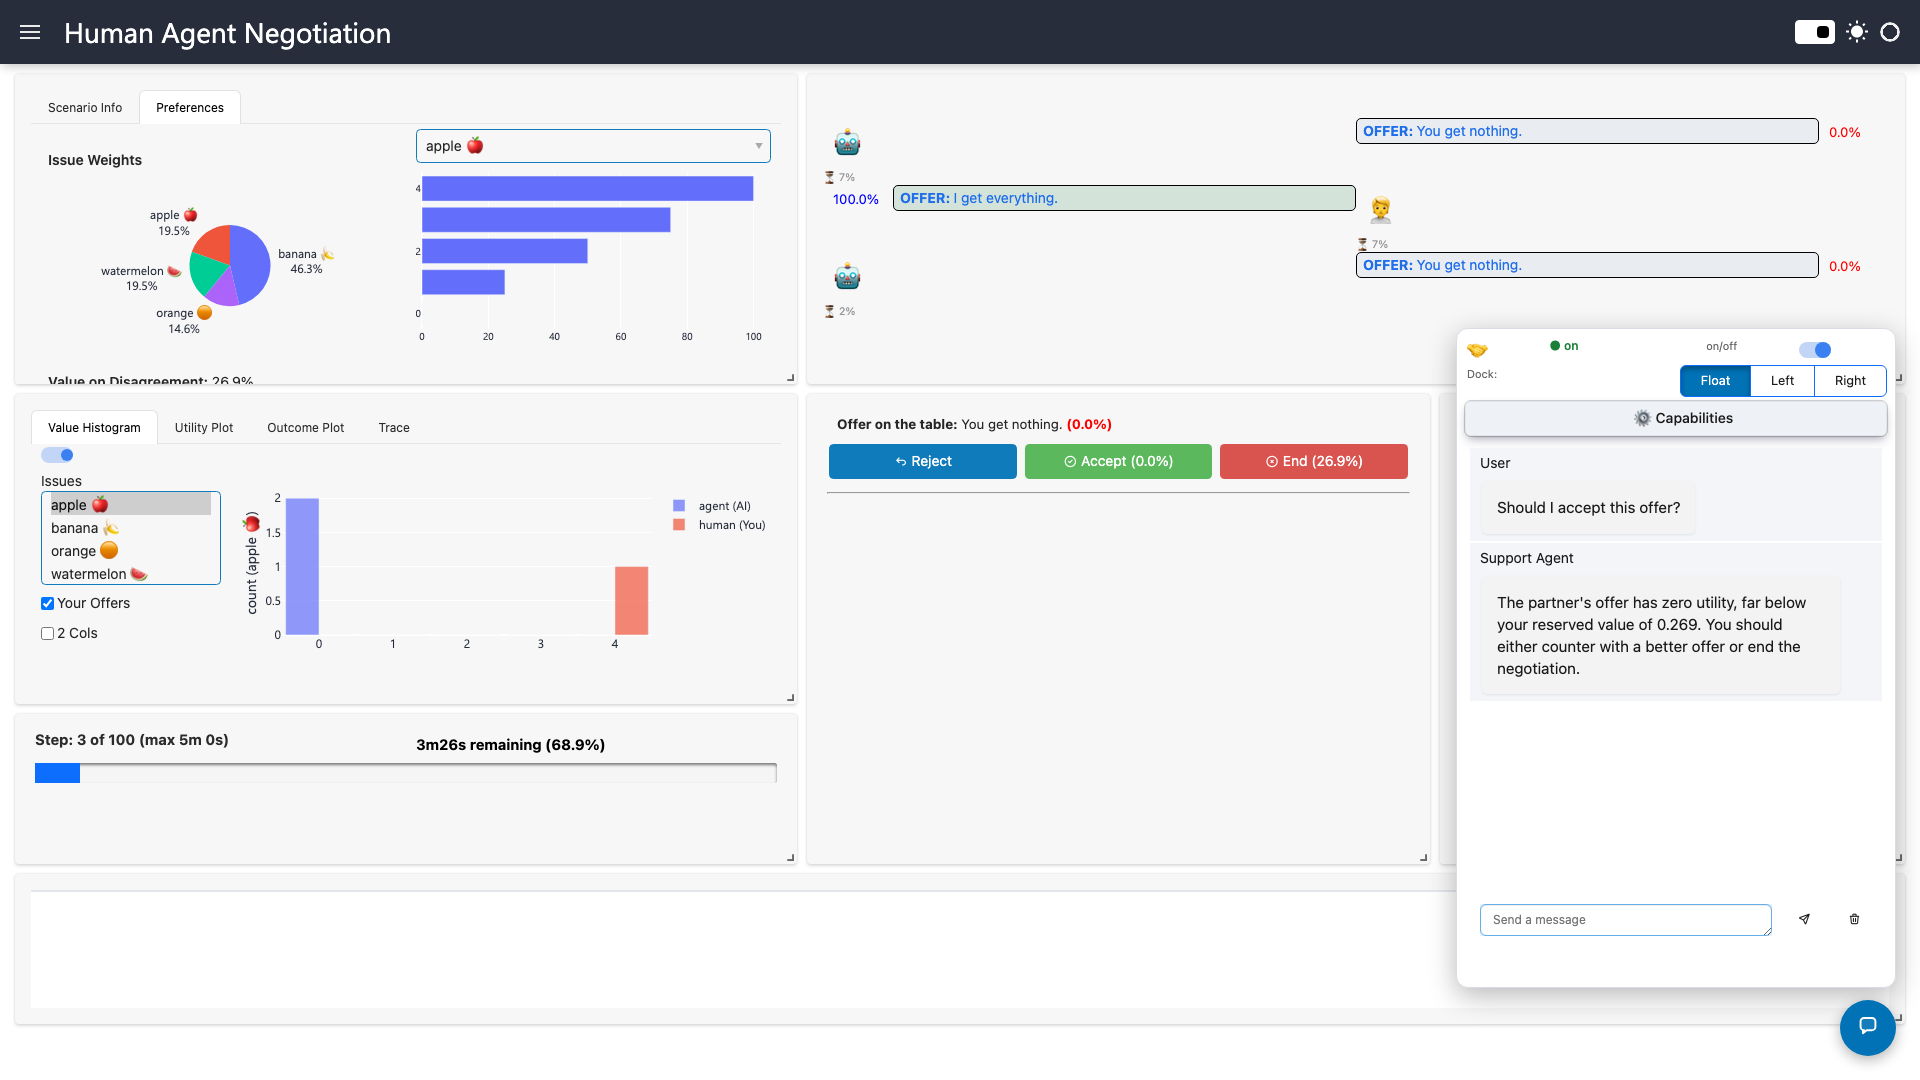 Human Agent Negotiation
Scenario Info
Preferences
Issue Weights
apple
19.5%
banana
46.3%
watermelon
19.5%
orange
14.6%
apple
4
2
0
0
20
40
60
80
100
Value on Disagreement: 26.9%
OFFER: You get nothing.
0.0%
7%
100.0%
OFFER: I get everything.
7%
OFFER: You get nothing.
0.0%
2%
Value Histogram
Utility Plot
Outcome Plot
Trace
Issues
apple
banana
orange
watermelon
Your Offers
2 Cols
count (apple )
2
1.5
1
0.5
0
0
1
2
3
4
agent (AI)
human (You)
Step: 3 of 100 (max 5m 0s)
3m26s remaining (68.9%)
Offer on the table: You get nothing. (0.0%)
Reject
Accept (0.0%)
End (26.9%)
on
on/off
Dock:
Float
Left
Right
Capabilities
User
Should I accept this offer?
Support Agent
The partner's offer has zero utility, far below
your reserved value of 0.269. You should
either counter with a better offer or end the
negotiation.
Send a message